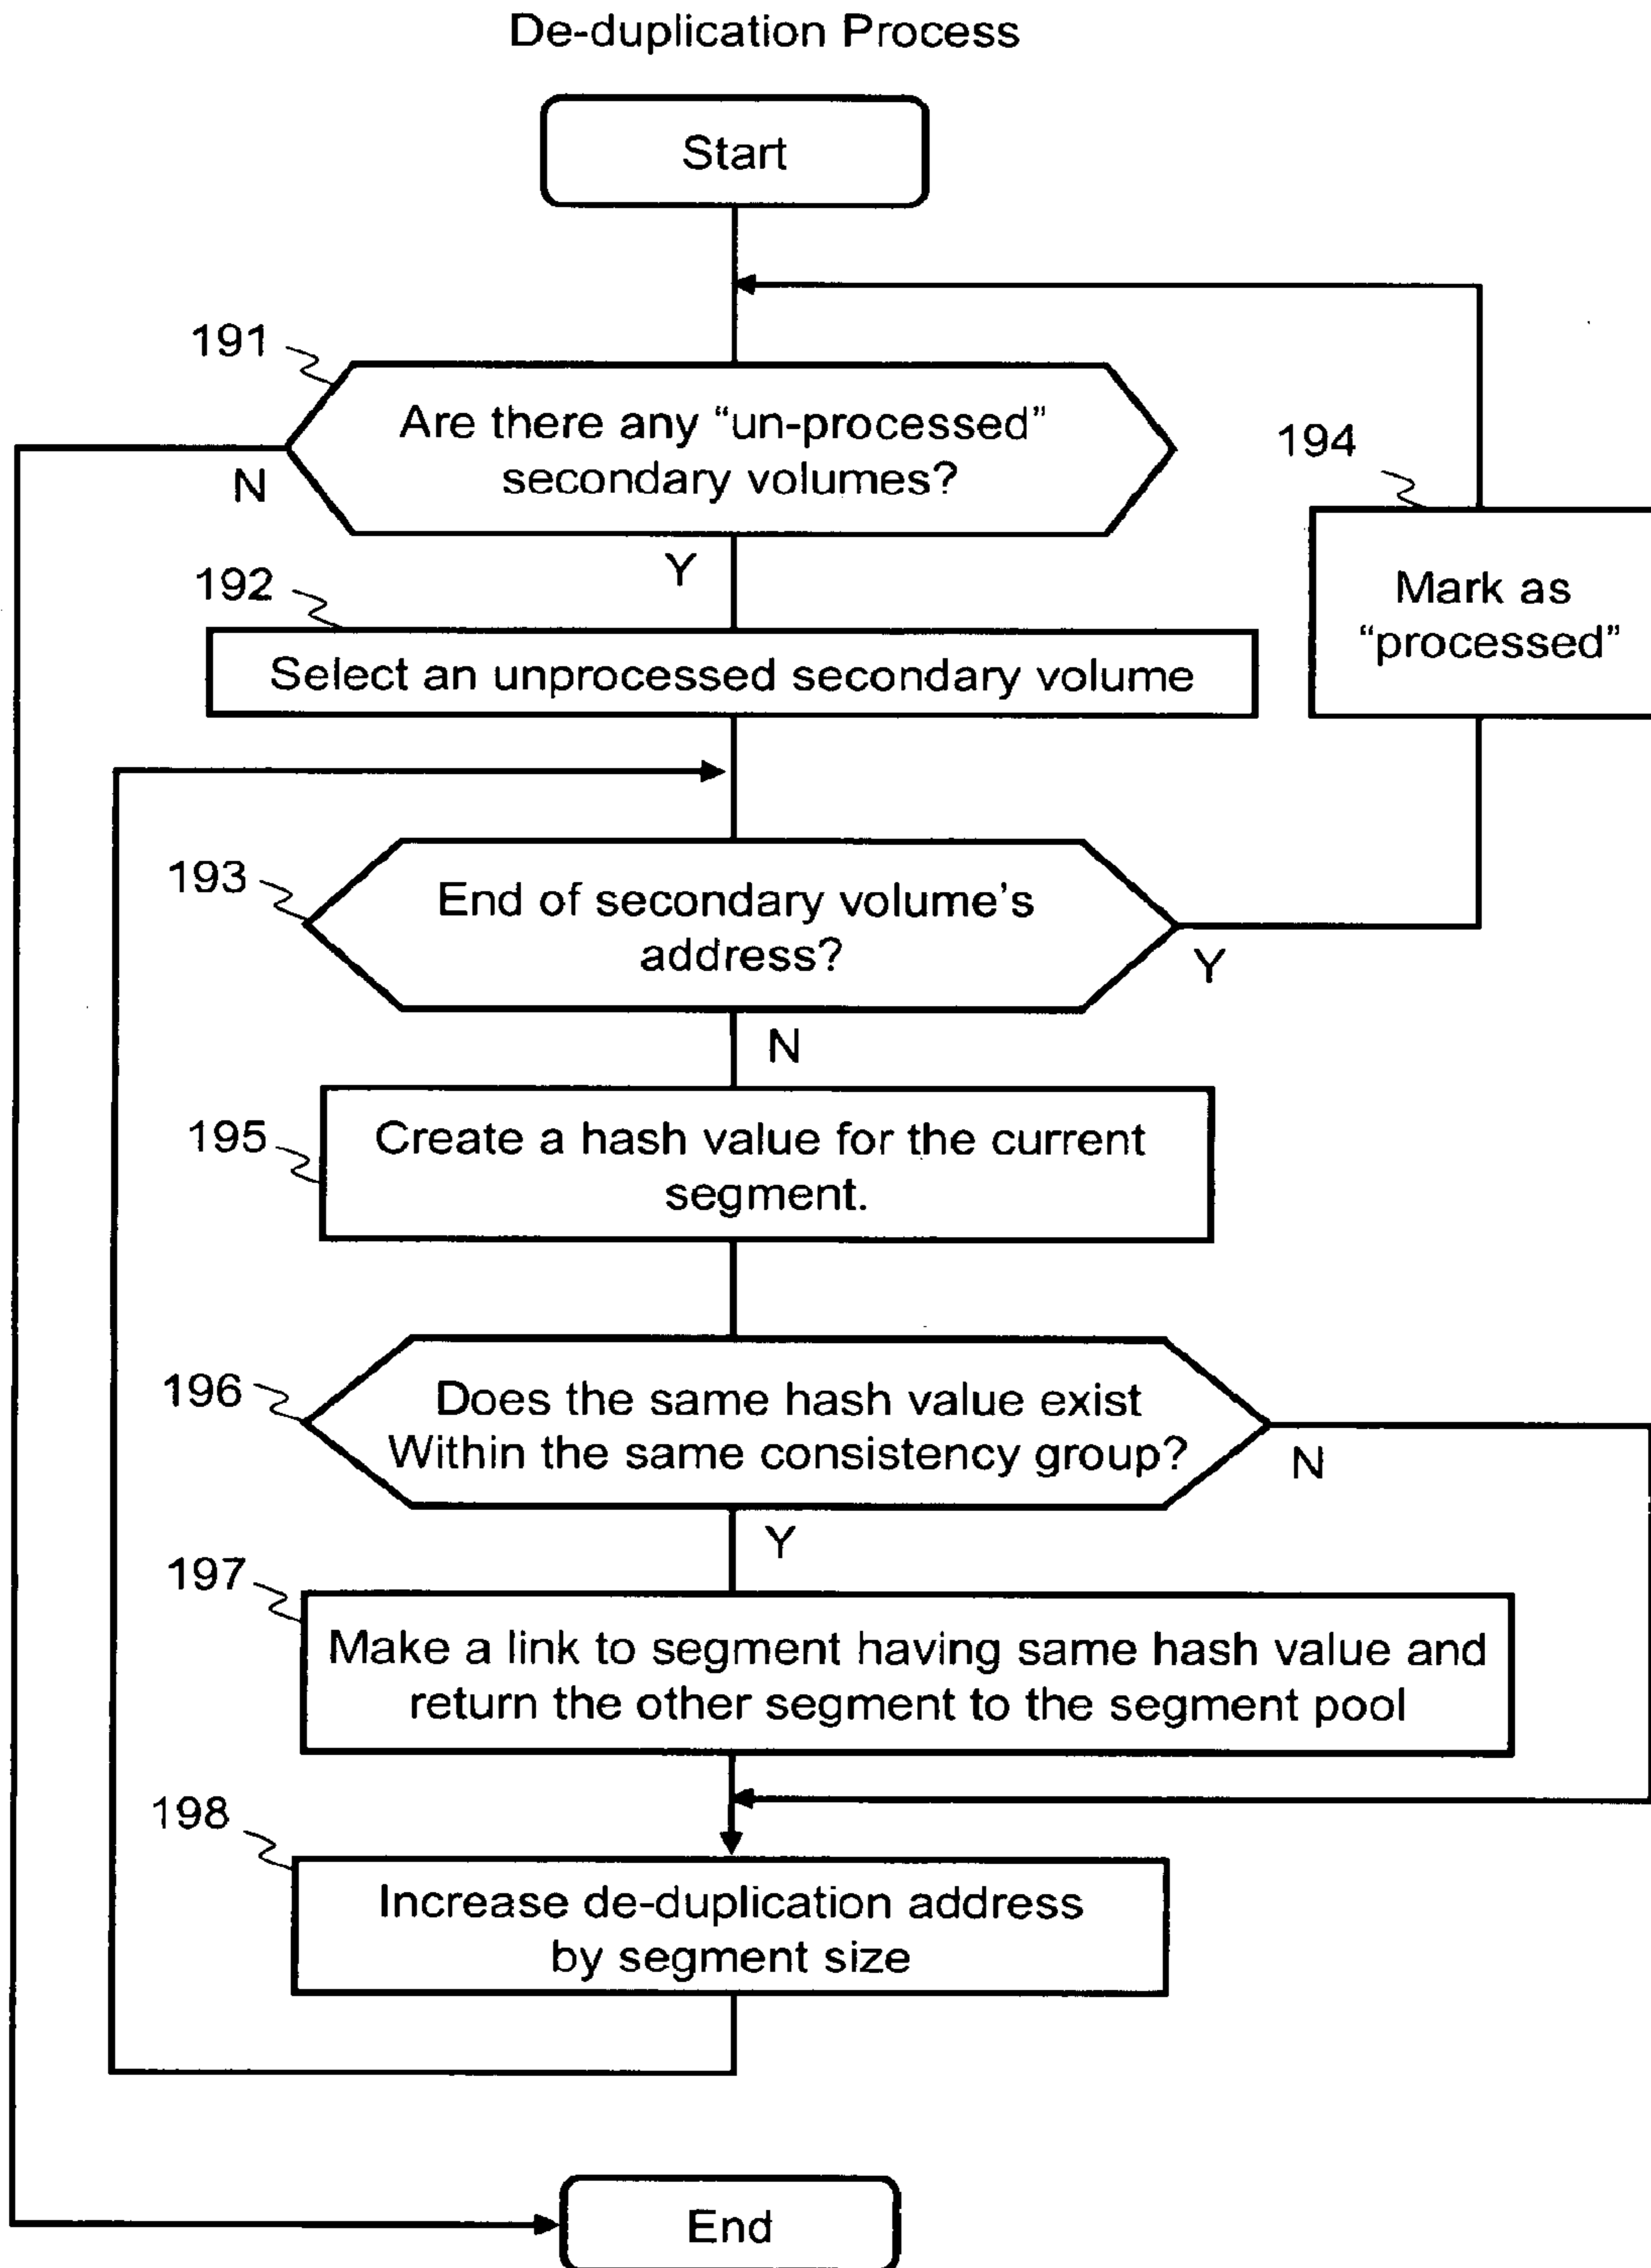 De-duplication Process
Start
191
Are there any “un-processed”
secondary volumes?
N
Y
194
Mark as
“processed”
192
Select an unprocessed secondary volume
193
End of secondary volume’s
address?
Y
N
195
Create a hash value for the current
segment.
196
Does the same hash value exist
Within the same consistency group?
N
Y
197
Make a link to segment having same hash value and
return the other segment to the segment pool
198
Increase de-duplication address
by segment size
End